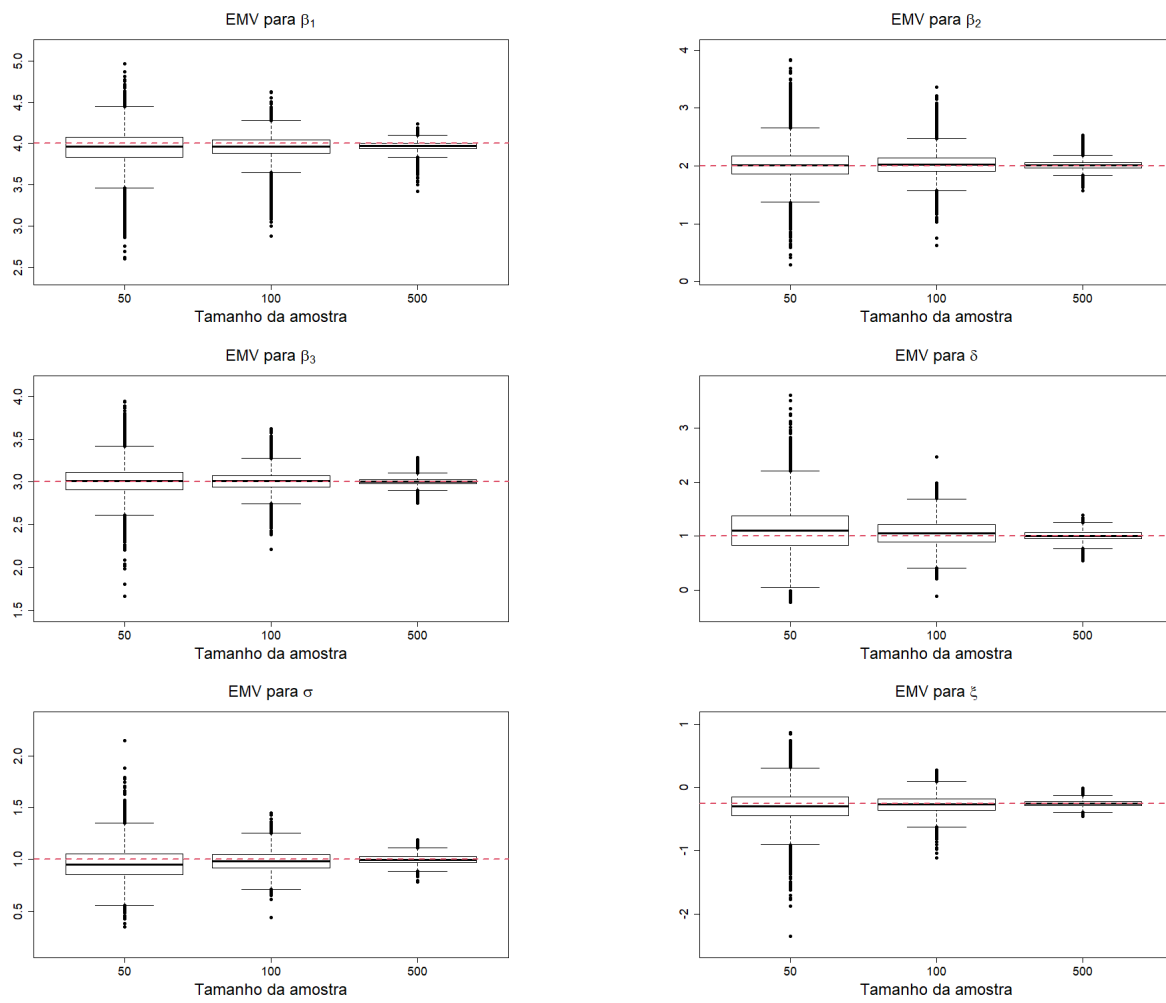 EMV para β₁
5.0
4.5
4.0
3.5
3.0
2.5
50 100 500
Tamanho da amostra
EMV para β₂
4
3
2
1
0
50 100 500
Tamanho da amostra
EMV para β₃
4.0
3.5
3.0
2.5
2.0
1.5
50 100 500
Tamanho da amostra
EMV para δ
3
2
1
0
50 100 500
Tamanho da amostra
EMV para σ
2.0
1.5
1.0
0.5
50 100 500
Tamanho da amostra
EMV para ξ
1
0
-1
-2
50 100 500
Tamanho da amostra